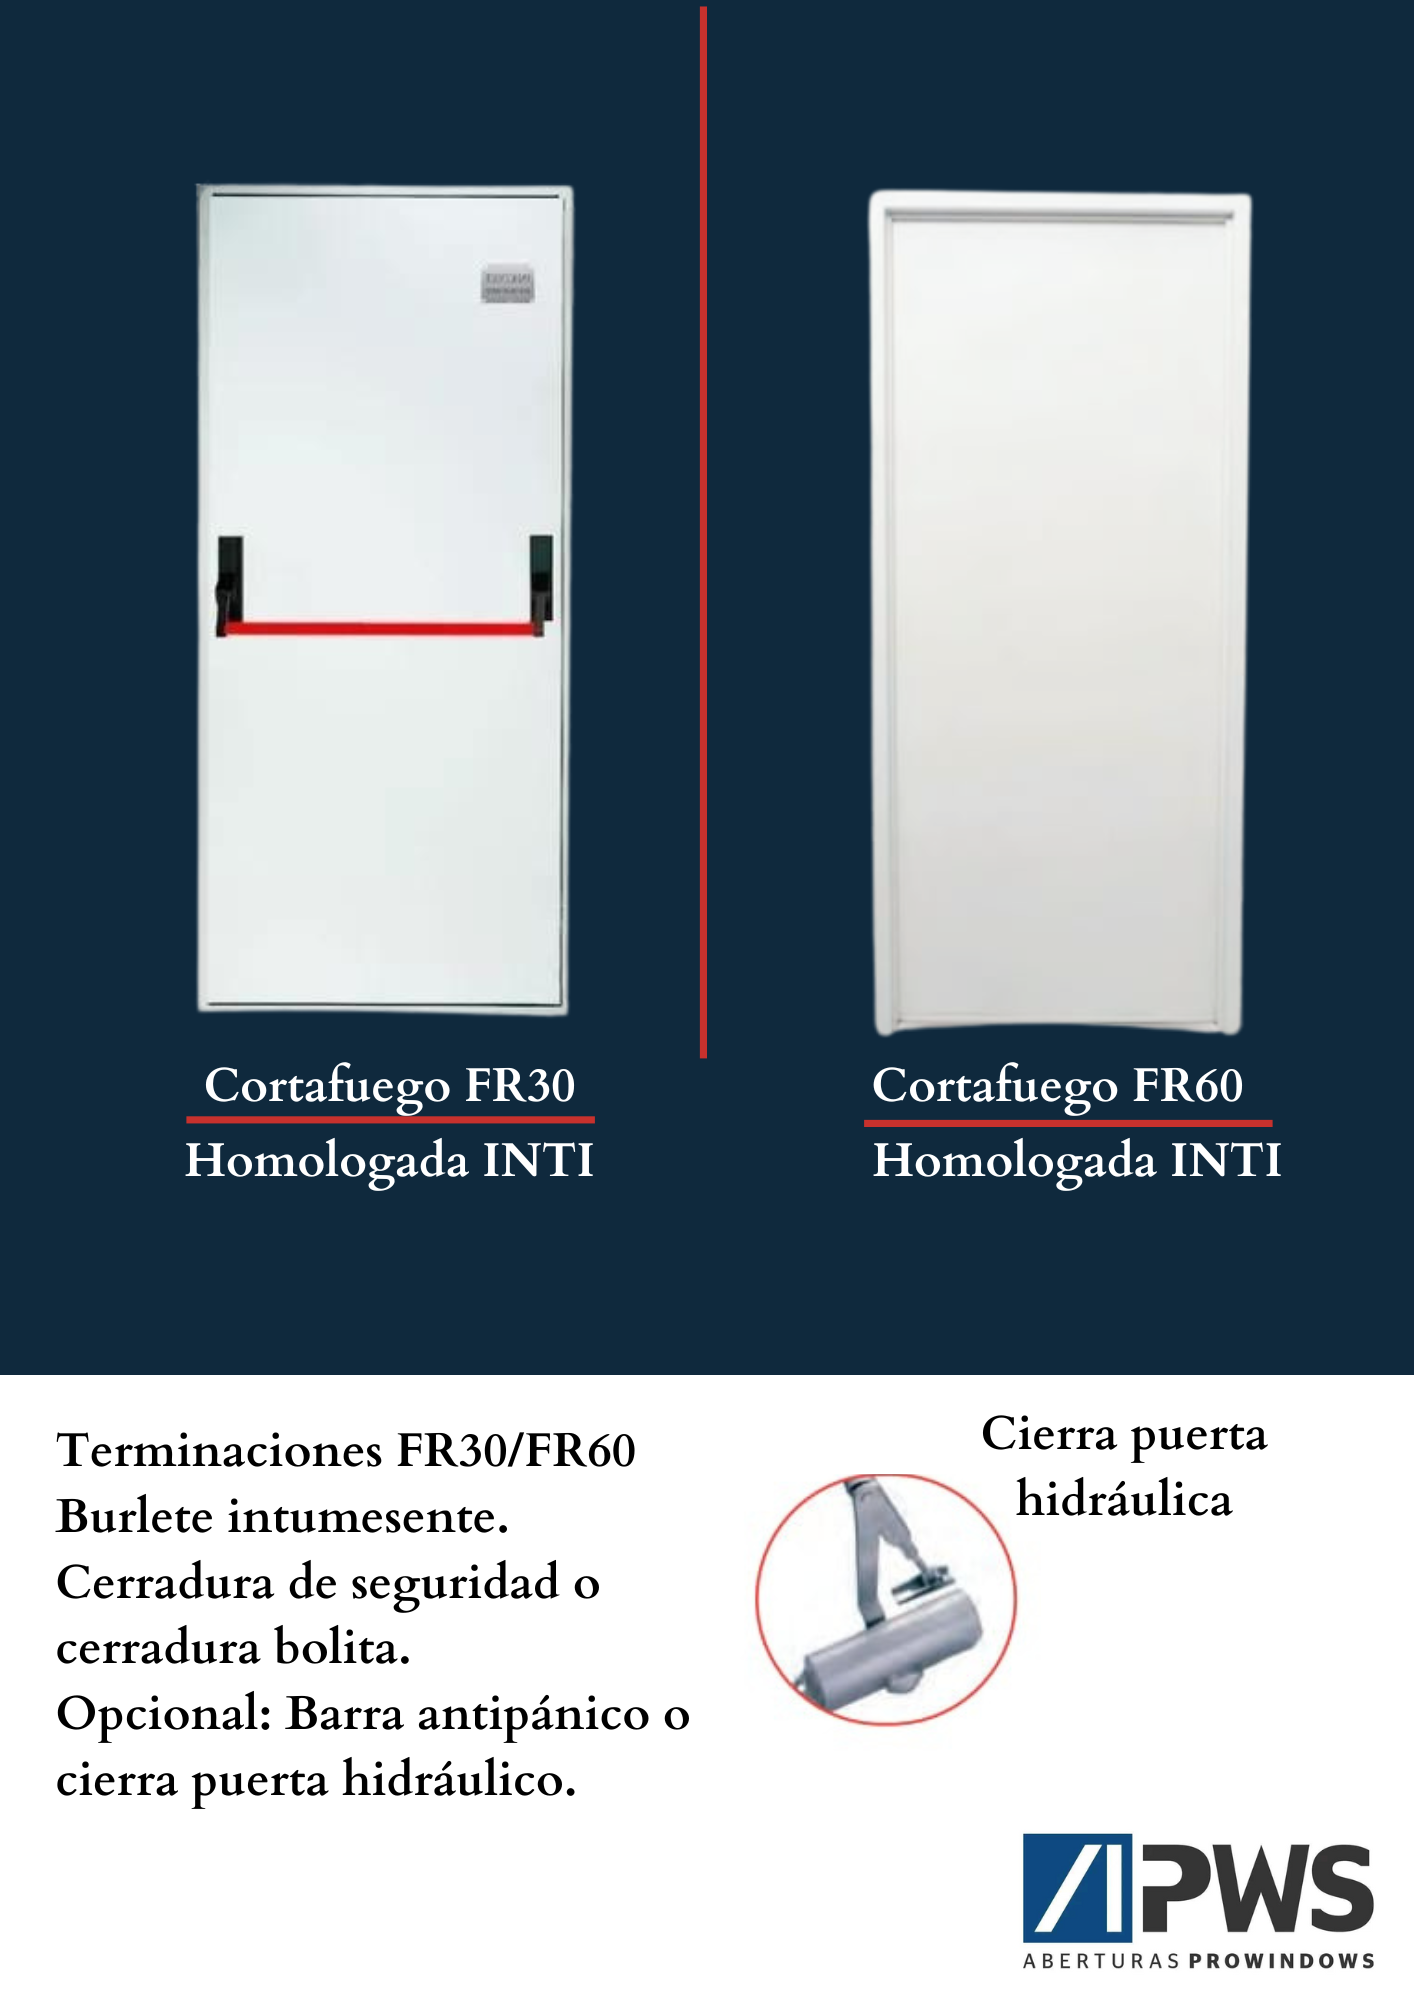 Cortafuego FR30
Homologada INTI
Cortafuego FR60
Homologada INTI
Terminaciones FR30/FR60
Burlete intumesente.
Cerradura de seguridad o
cerradura bolita.
Opcional: Barra antipánico o
cierra puerta hidráulico.
Cierra puerta
hidráulica
PWS
ABERTURAS PROWINDOWS